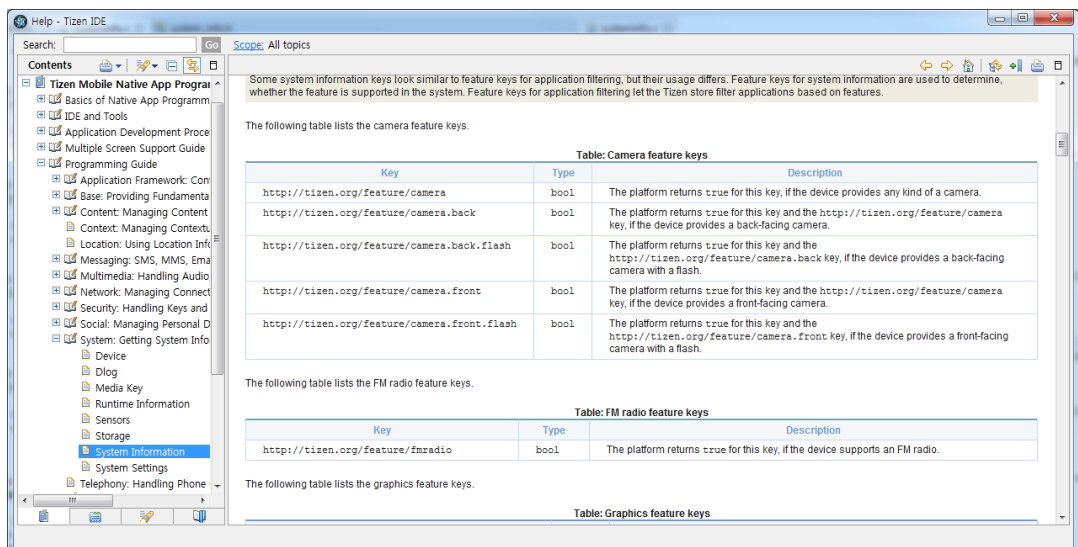 Help - Tizen IDE
Search:
Go
Scope: All topics
Contents
Tizen Mobile Native App Progra
Basics of Native App Programm
IDE and Tools
Application Development Proce
Multiple Screen Support Guide
Programming Guide
Application Framework: Con
Base: Providing Fundamenta
Content: Managing Content
Context: Managing Contextu
Location: Using Location Info
Messaging: SMS, MMS, Ema
Multimedia: Handling Audio
Network: Managing Connect
Security: Handling Keys and
Social: Managing Personal D
System: Getting System Info
Device
Dlog
Media Key
Runtime Information
Sensors
Storage
System Information
System Settings
Telephony: Handling Phone
Some system information keys look similar to feature keys for application filtering, but their usage differs. Feature keys for system information are used to determine,
whether the feature is supported in the system. Feature keys for application filtering let the Tizen store filter applications based on features.
The following table lists the camera feature keys.
Table: Camera feature keys
Key Type Description
http://tizen.org/feature/camera bool The platform returns true for this key, if the device provides any kind of a camera.
http://tizen.org/feature/camera.back bool The platform returns true for this key and the http://tizen.org/feature/camera
key, if the device provides a back-facing camera.
http://tizen.org/feature/camera.back.flash bool The platform returns true for this key and the
http://tizen.org/feature/camera.back key, if the device provides a back-facing
camera with a flash.
http://tizen.org/feature/camera.front bool The platform returns true for this key and the http://tizen.org/feature/camera
key, if the device provides a front-facing camera.
http://tizen.org/feature/camera.front.flash bool The platform returns true for this key and the
http://tizen.org/feature/camera.front key, if the device provides a front-facing
camera with a flash.
The following table lists the FM radio feature keys.
Table: FM radio feature keys
Key Type Description
http://tizen.org/feature/fmradio bool The platform returns true for this key, if the device supports an FM radio.
The following table lists the graphics feature keys.
Table: Graphics feature keys